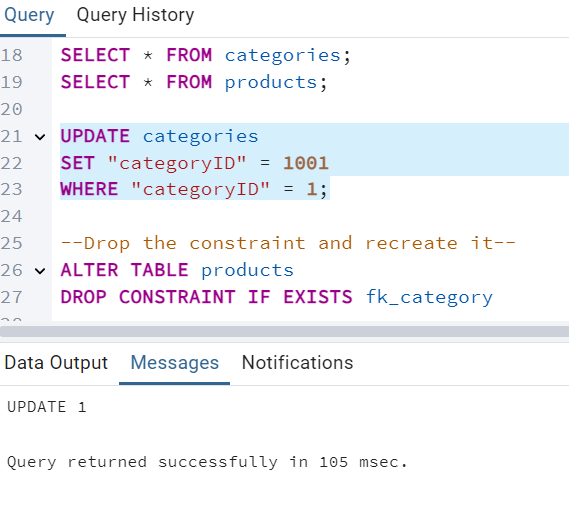 Query Query History
18 SELECT * FROM categories;
19 SELECT * FROM products;
20
21 UPDATE categories
22 SET "categoryID" = 1001
23 WHERE "categoryID" = 1;
24
25 --Drop the constraint and recreate it--
26 ALTER TABLE products
27 DROP CONSTRAINT IF EXISTS fk_category
Data Output Messages Notifications
UPDATE 1
Query returned successfully in 105 msec.